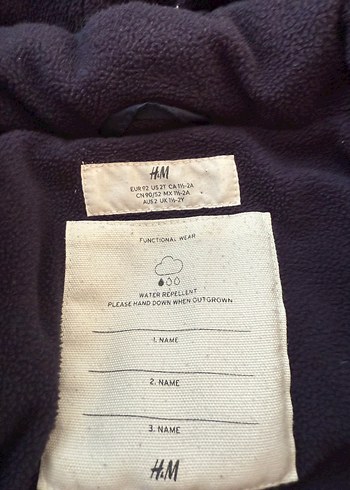 H&M
EUR 92 US 2T CA 1½-2A
CN 90/52 MX 1½-2A
AUS 2 UK 1½-2Y
FUNCTIONAL WEAR
WATER REPELLENT
PLEASE HAND DOWN WHEN OUTGROWN
1. NAME
2. NAME
3. NAME
H&M